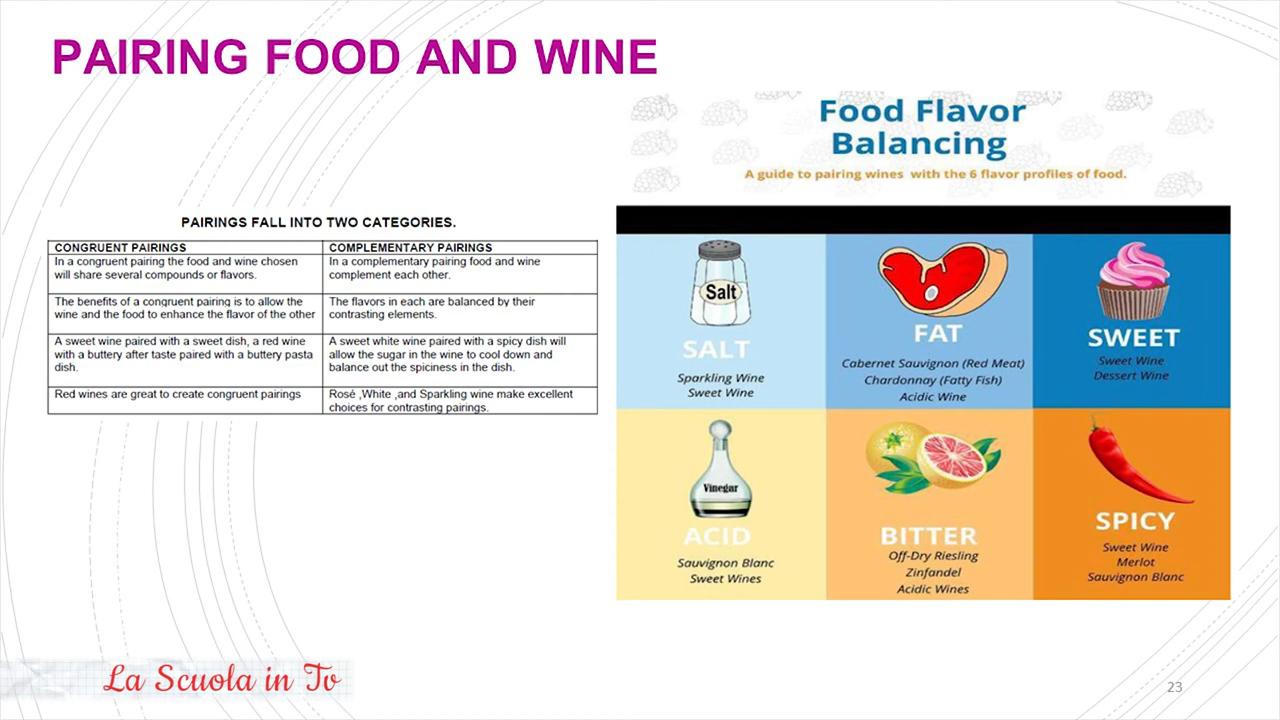 PAIRING FOOD AND WINE
PAIRINGS FALL INTO TWO CATEGORIES.
CONGRUENT PAIRINGS
COMPLEMENTARY PAIRINGS
In a congruent pairing the food and wine chosen
will share several compounds or flavors.
In a complementary pairing food and wine
complement each other.
The benefits of a congruent pairing is to allow the
wine and the food to enhance the flavor of the other
The flavors in each are balanced by their
contrasting elements.
A sweet wine paired with a sweet dish, a red wine
with a buttery after taste paired with a buttery pasta
dish.
A sweet white wine paired with a spicy dish will
allow the sugar in the wine to cool down and
balance out the spiciness in the dish.
Red wines are great to create congruent pairings
Rosé ,White ,and Sparkling wine make excellent
choices for contrasting pairings.
Food Flavor
Balancing
A guide to pairing wines with the 6 flavor profiles of food.
Salt
SALT
Sparkling Wine
Sweet Wine
FAT
Cabernet Sauvignon (Red Meat)
Chardonnay (Fatty Fish)
Acidic Wine
SWEET
Sweet Wine
Dessert Wine
Vinegar
ACID
Sauvignon Blanc
Sweet Wines
BITTER
Off-Dry Riesling
Zinfandel
Acidic Wines
SPICY
Sweet Wine
Merlot
Sauvignon Blanc
La Scuola in Tv
23